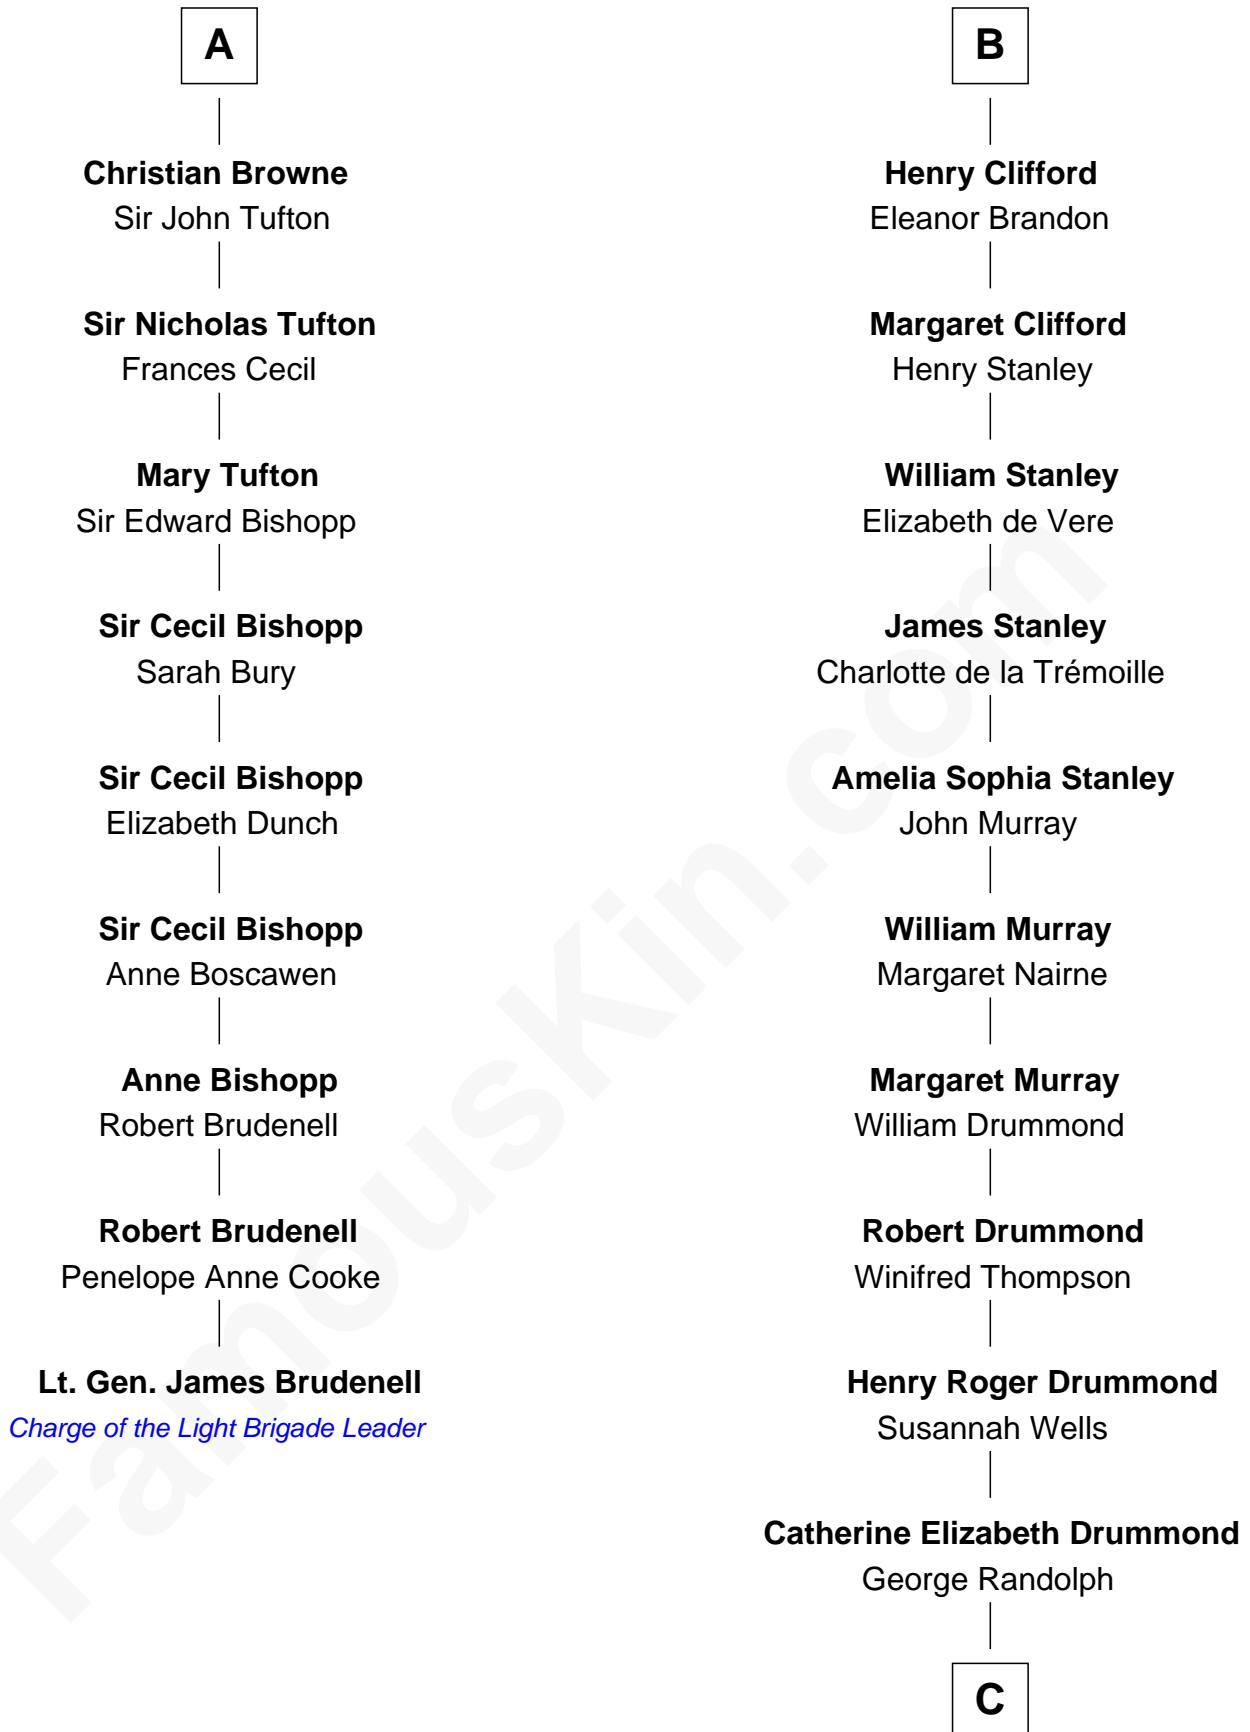 A
Christian Browne
Sir John Tufton
Sir Nicholas Tufton
Frances Cecil
Mary Tufton
Sir Edward Bishopp
Sir Cecil Bishopp
Sarah Bury
Sir Cecil Bishopp
Elizabeth Dunch
Sir Cecil Bishopp
Anne Boscawen
Anne Bishopp
Robert Brudenell
Robert Brudenell
Penelope Anne Cooke
Lt. Gen. James Brudenell
Charge of the Light Brigade Leader
B
Henry Clifford
Eleanor Brandon
Margaret Clifford
Henry Stanley
William Stanley
Elizabeth de Vere
James Stanley
Charlotte de la Trémoille
Amelia Sophia Stanley
John Murray
William Murray
Margaret Nairne
Margaret Murray
William Drummond
Robert Drummond
Winifred Thompson
Henry Roger Drummond
Susannah Wells
Catherine Elizabeth Drummond
George Randolph
C
FamousKin.com